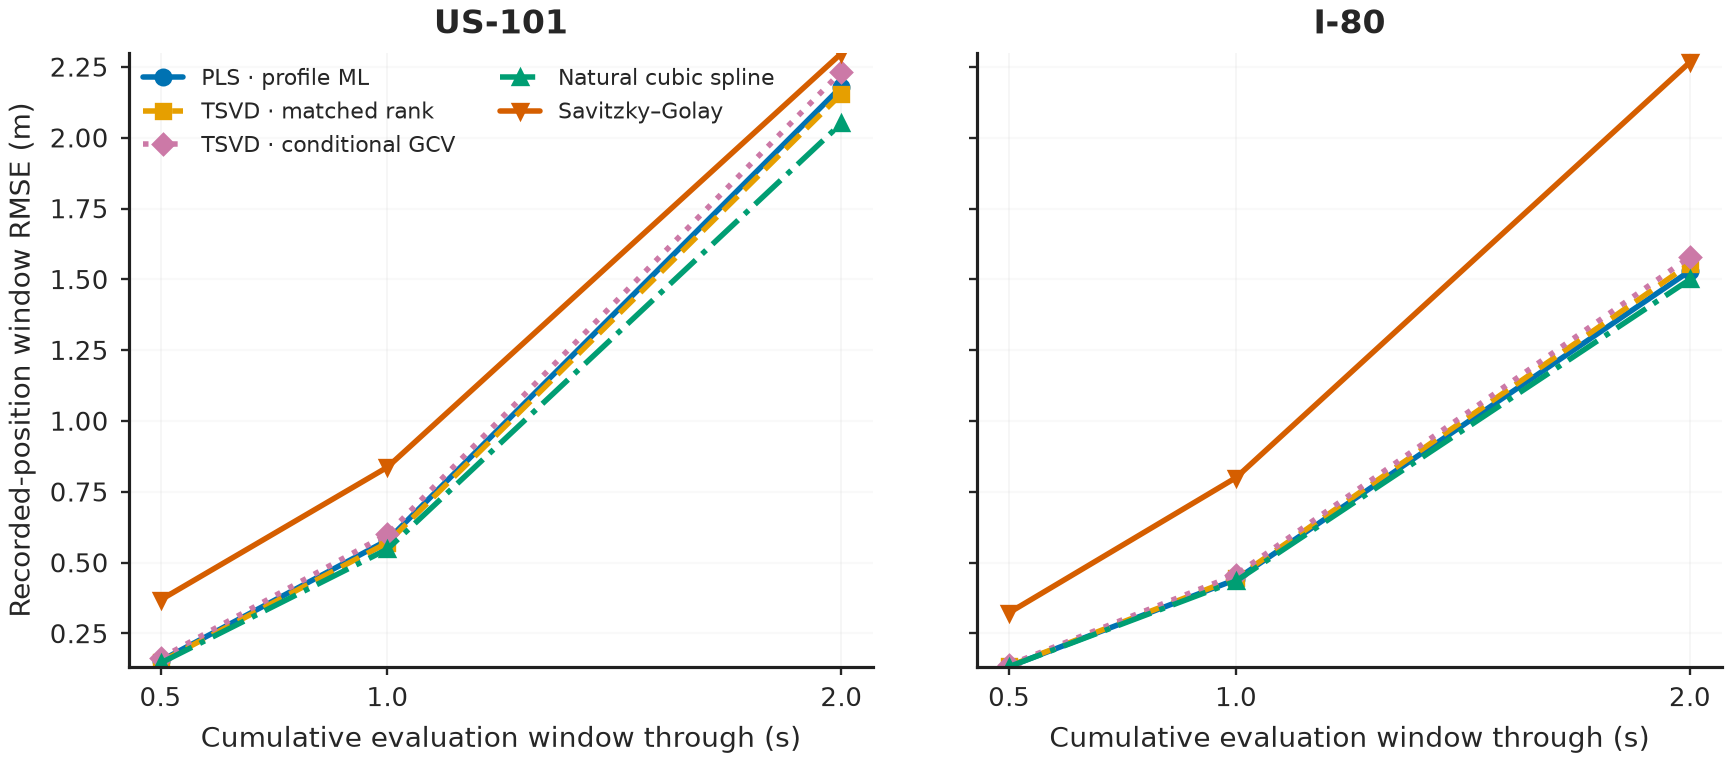 US-101
I-80
Recorded-position window RMSE (m)
2.25
2.00
1.75
1.50
1.25
1.00
0.75
0.50
0.25
PLS · profile ML
TSVD · matched rank
TSVD · conditional GCV
Natural cubic spline
Savitzky–Golay
0.5
1.0
2.0
0.5
1.0
2.0
Cumulative evaluation window through (s)
Cumulative evaluation window through (s)